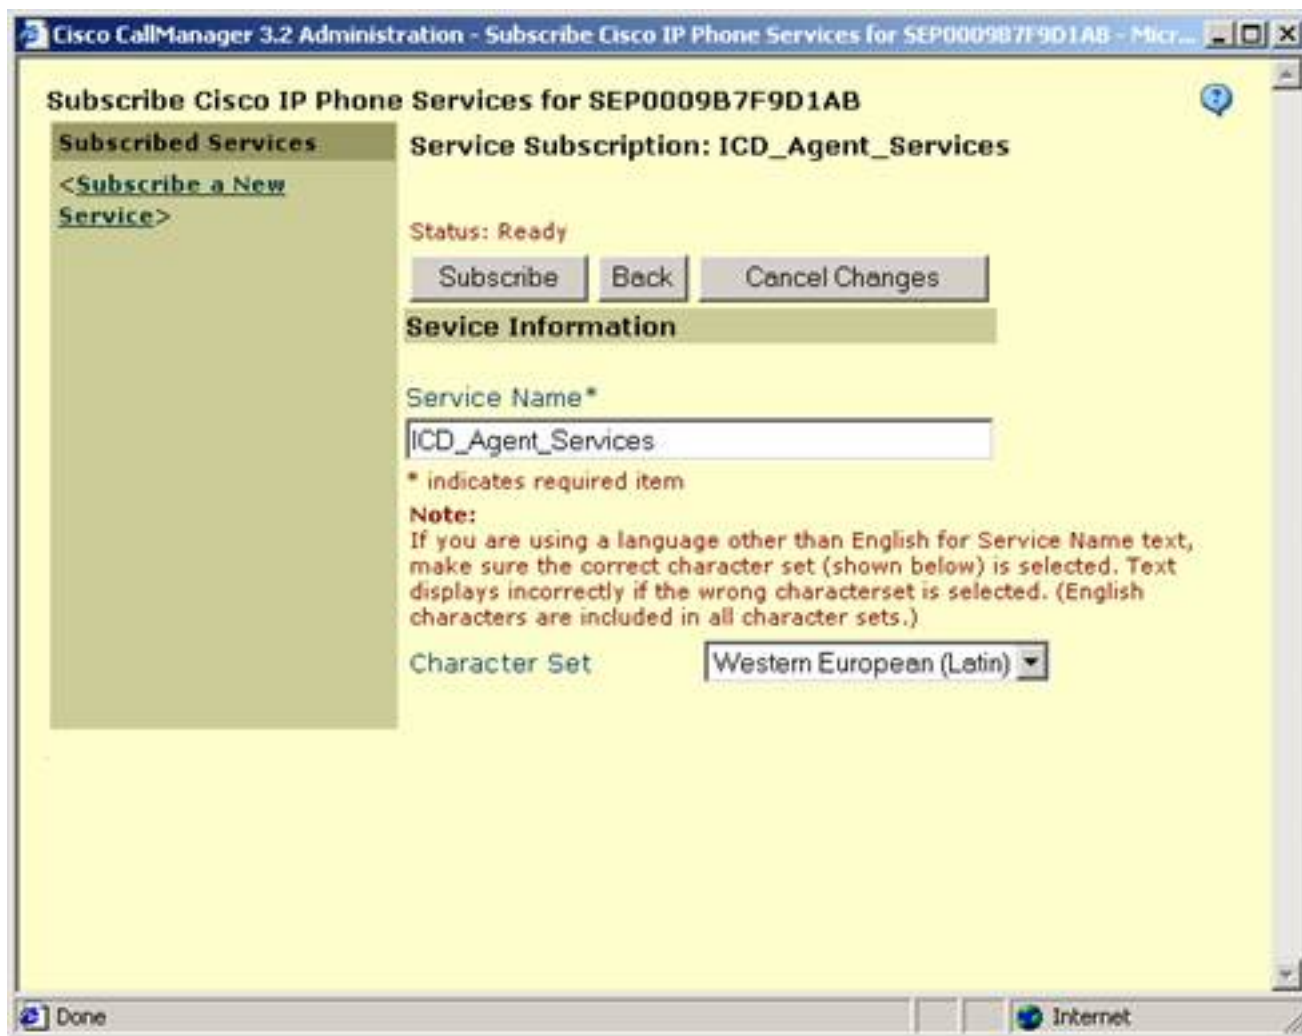 Cisco CallManager 3.2 Administration - Subscribe Cisco IP Phone Services for SEP0009B7F9D1AB - Micr...
Subscribe Cisco IP Phone Services for SEP0009B7F9D1AB
Subscribed Services
<Subscribe a New
Service>
Service Subscription: ICD_Agent_Services
Status: Ready
Subscribe Back Cancel Changes
Sevice Information
Service Name*
ICD_Agent_Services
* indicates required item
Note:
If you are using a language other than English for Service Name text,
make sure the correct character set (shown below) is selected. Text
displays incorrectly if the wrong characterset is selected. (English
characters are included in all character sets.)
Character Set Western European (Latin)
Done Internet